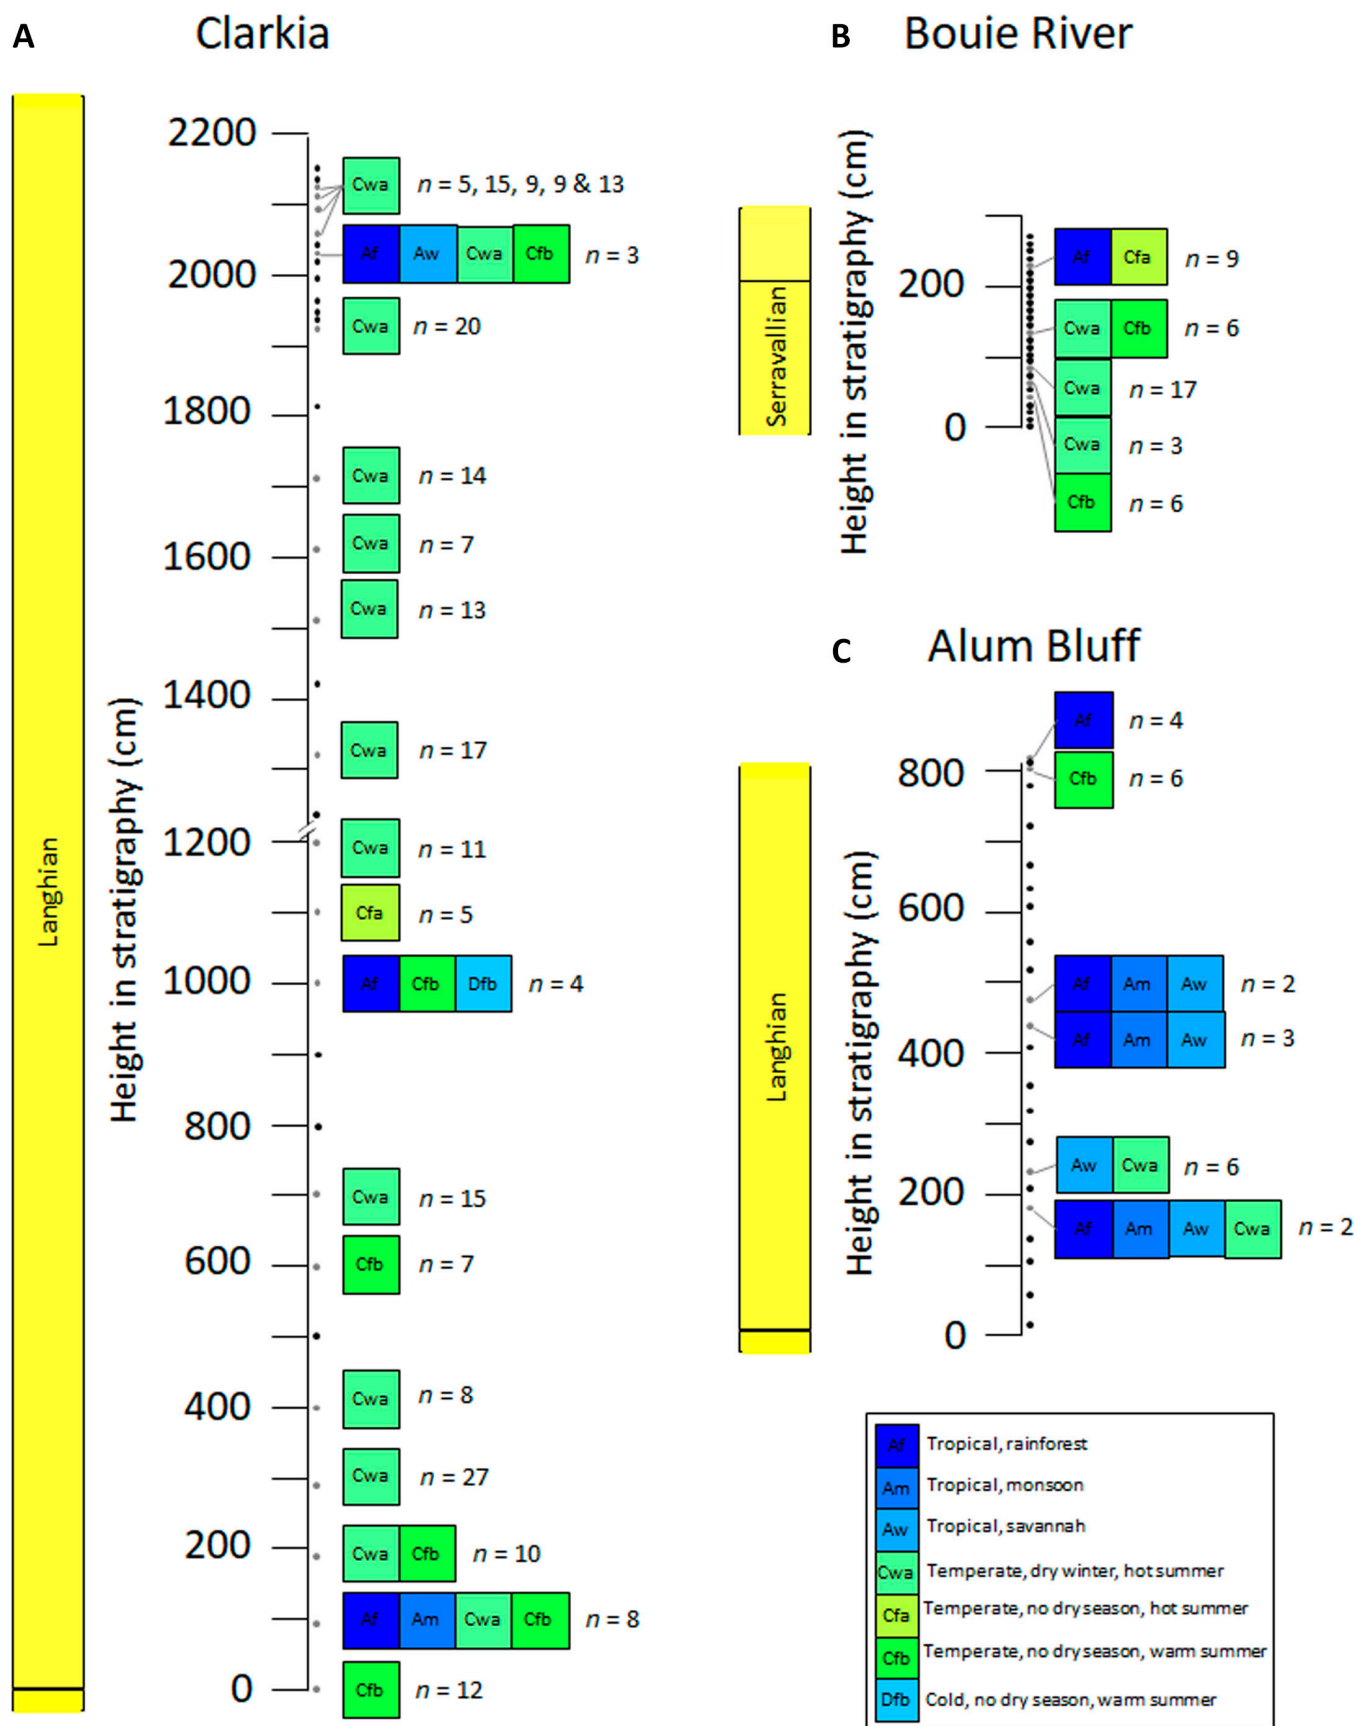 A Clarkia
Langhian
Height in stratigraphy (cm)
2200
2000
1800
1600
1400
1200
1000
800
600
400
200
0
Cwa n = 5, 15, 9, 9 & 13
Af Aw Cwa Cfb n = 3
Cwa n = 20
Cwa n = 14
Cwa n = 7
Cwa n = 13
Cwa n = 17
Cwa n = 11
Cfa n = 5
Af Cfb Dfb n = 4
Cwa n = 15
Cfb n = 7
Cwa n = 8
Cwa n = 27
Cwa Cfb n = 10
Af Am Cwa Cfb n = 8
Cfb n = 12
B Bouie River
Serravallian
Height in stratigraphy (cm)
200
0
Af Cfa n = 9
Cwa Cfb n = 6
Cwa n = 17
Cwa n = 3
Cfb n = 6
C Alum Bluff
Langhian
Height in stratigraphy (cm)
800
600
400
200
0
Af n = 4
Cfb n = 6
Af Am Aw n = 2
Af Am Aw n = 3
Aw Cwa n = 6
Af Am Aw Cwa n = 2
Af Tropical, rainforest
Am Tropical, monsoon
Aw Tropical, savannah
Cwa Temperate, dry winter, hot summer
Cfa Temperate, no dry season, hot summer
Cfb Temperate, no dry season, warm summer
Dfb Cold, no dry season, warm summer